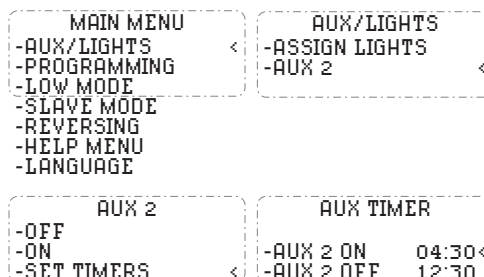 MAIN MENU
-AUX/LIGHTS <
-PROGRAMMING
-LOW MODE
-SLAVE MODE
-REVERSING
-HELP MENU
-LANGUAGE
AUX/LIGHTS
-ASSIGN LIGHTS
-AUX 2 <
AUX 2
-OFF
-ON
-SET TIMERS <
AUX TIMER
-AUX 2 ON 04:30<
-AUX 2 OFF 12:30